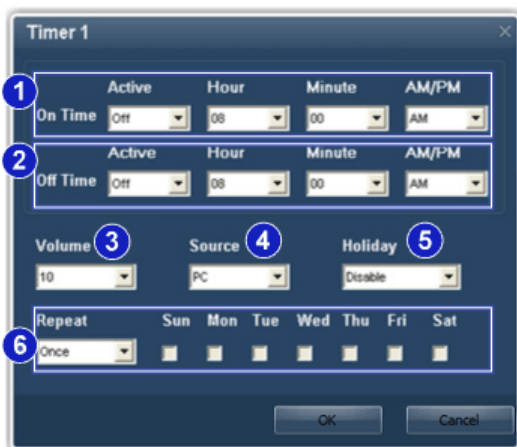 Timer 1
1
Active Hour Minute AM/PM
On Time Off 08 00 AM
2
Active Hour Minute AM/PM
Off Time Off 08 00 AM
Volume 3 Source 4 Holiday 5
10 PC Disable
Repeat Sun Mon Tue Wed Thu Fri Sat
6
Once
OK Cancel